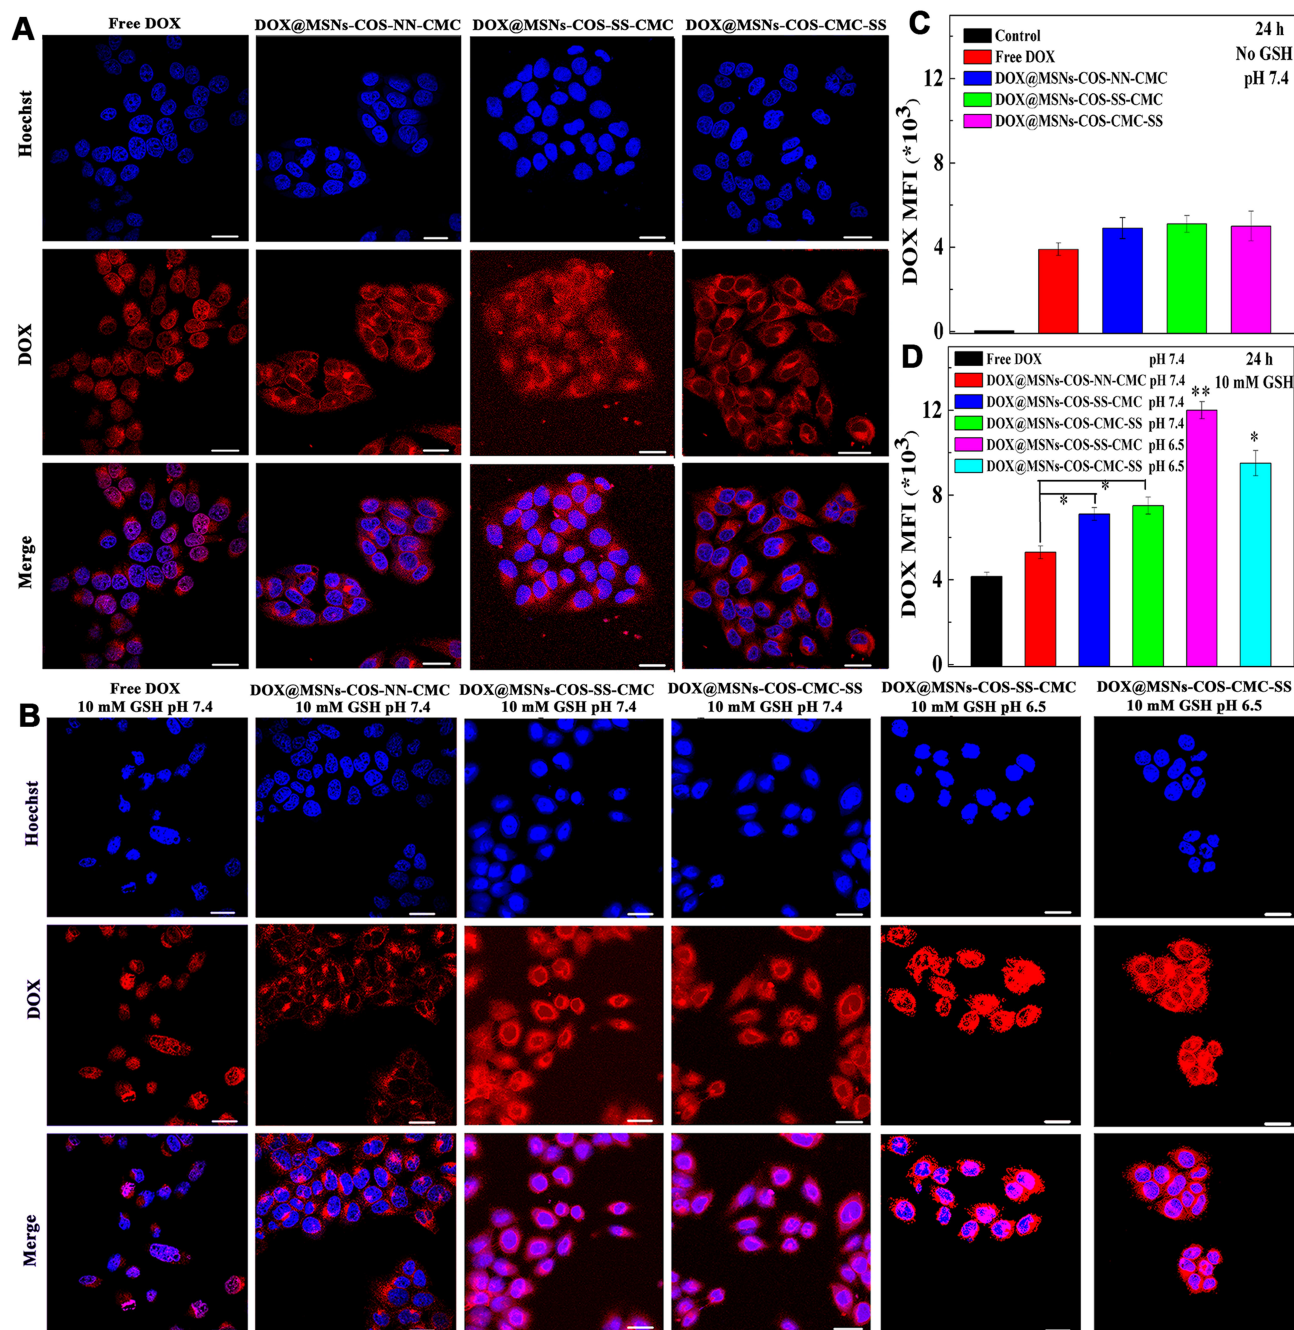 A
Free DOX
DOX@MSNs-COS-NN-CMC
DOX@MSNs-COS-SS-CMC
DOX@MSNs-COS-CMC-SS
Hoechst
DOX
Merge
C
Control
Free DOX
DOX@MSNs-COS-NN-CMC
DOX@MSNs-COS-SS-CMC
DOX@MSNs-COS-CMC-SS
24 h
No GSH
pH 7.4
DOX MFI (*10³)
12
8
4
0
D
Free DOX pH 7.4
DOX@MSNs-COS-NN-CMC pH 7.4
DOX@MSNs-COS-SS-CMC pH 7.4
DOX@MSNs-COS-CMC-SS pH 7.4
DOX@MSNs-COS-SS-CMC pH 6.5
DOX@MSNs-COS-CMC-SS pH 6.5
24 h
10 mM GSH
DOX MFI (*10³)
12
8
4
0
*
*
**
*
B
Free DOX
10 mM GSH pH 7.4
DOX@MSNs-COS-NN-CMC
10 mM GSH pH 7.4
DOX@MSNs-COS-SS-CMC
10 mM GSH pH 7.4
DOX@MSNs-COS-CMC-SS
10 mM GSH pH 7.4
DOX@MSNs-COS-SS-CMC
10 mM GSH pH 6.5
DOX@MSNs-COS-CMC-SS
10 mM GSH pH 6.5
Hoechst
DOX
Merge